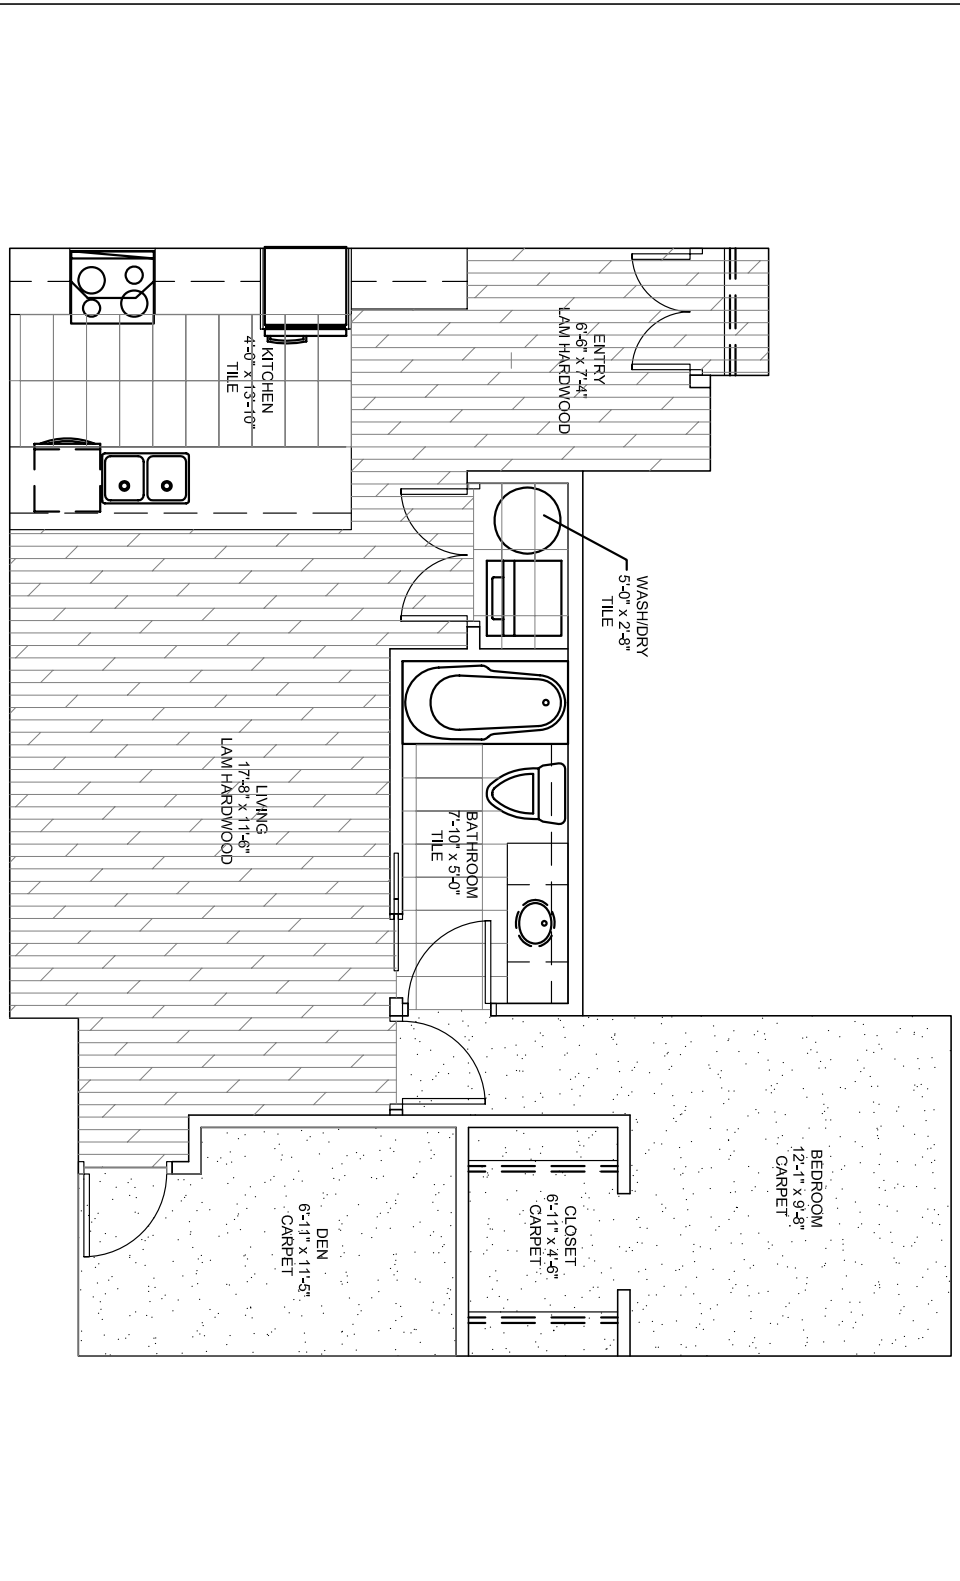 ENTRY
6'-6" x 7'-4"
LAM HARDWOOD
KITCHEN
4'-0" x 13'-10"
TILE
WASH/DRY
5'-0" x 2'-8"
TILE
LIVING
17'-8" x 11'-6"
LAM HARDWOOD
BATHROOM
7'-10" x 5'-0"
TILE
BEDROOM
12'-1" x 9'-8"
CARPET
CLOSET
6'-11" x 4'-6"
CARPET
DEN
6'-11" x 11'-5"
CARPET